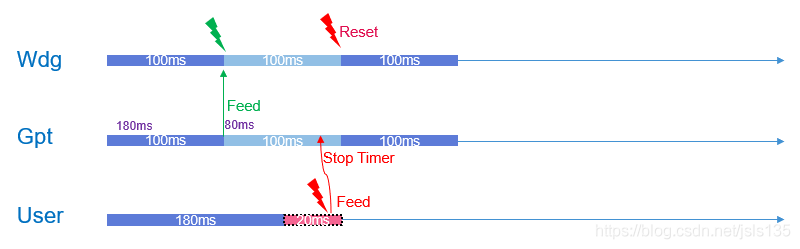 Reset
Wdg
100ms
100ms
100ms
Feed
180ms
80ms
Gpt
100ms
100ms
100ms
Stop Timer
Feed
User
180ms
20ms
https://blog.csdn.net/jsls135